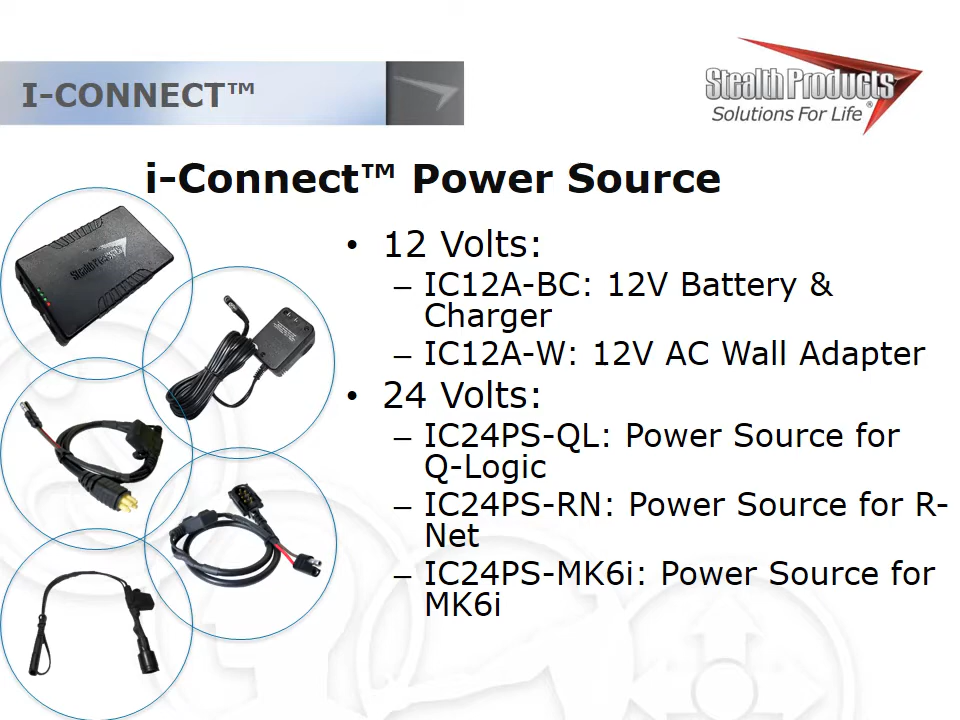 I-CONNECT™
Stealth Products®
Solutions For Life
i-Connect™ Power Source
• 12 Volts:
– IC12A-BC: 12V Battery &
Charger
– IC12A-W: 12V AC Wall Adapter
• 24 Volts:
– IC24PS-QL: Power Source for
Q-Logic
– IC24PS-RN: Power Source for R-
Net
– IC24PS-MK6i: Power Source for
MK6i